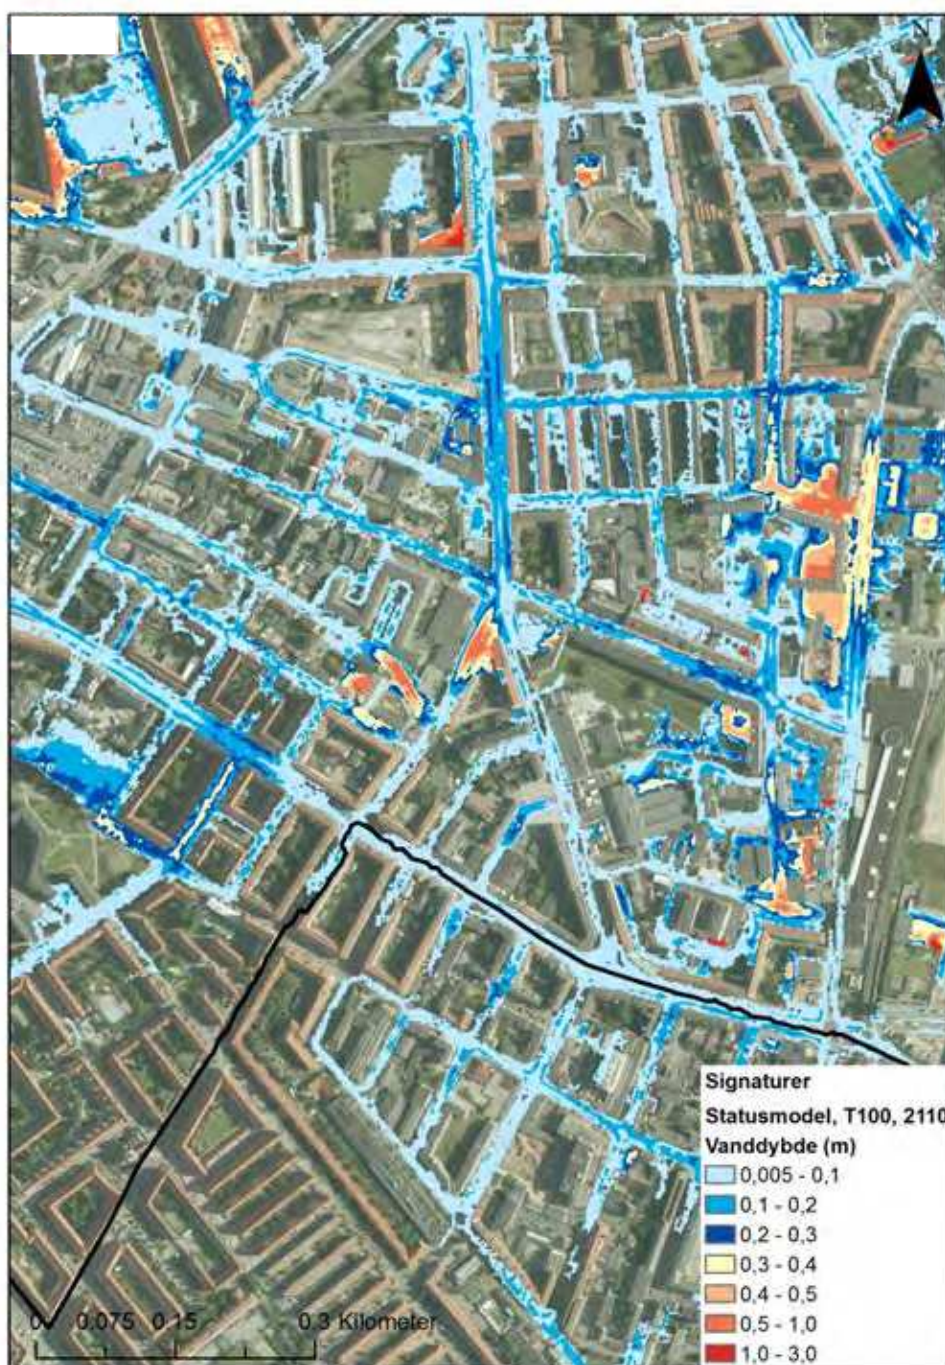 N
Signaturer
Statusmodel, T100, 2110
Vanddybde (m)
0,005 - 0,1
0,1 - 0,2
0,2 - 0,3
0,3 - 0,4
0,4 - 0,5
0,5 - 1,0
1,0 - 3,0
0 0.075 0.15 0.3 Kilometer